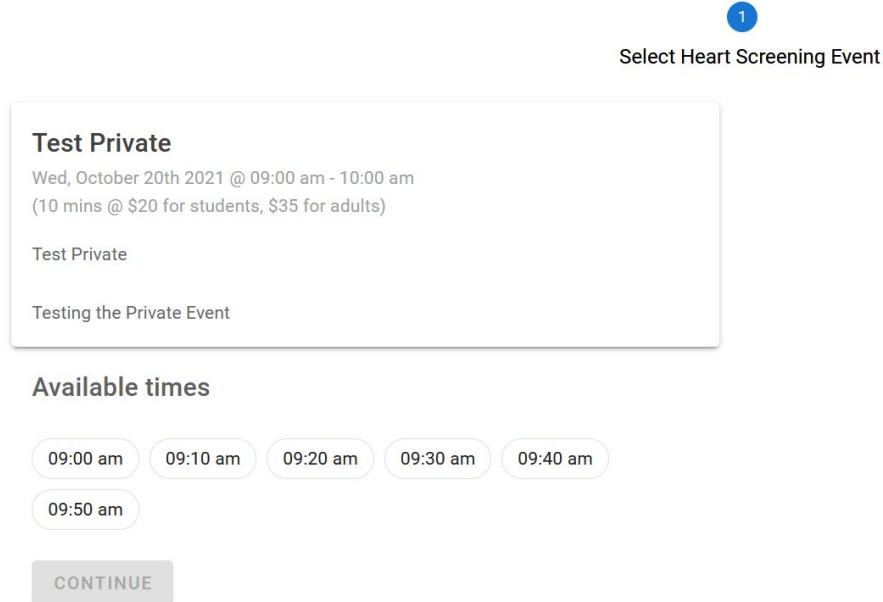 1
Select Heart Screening Event
Test Private
Wed, October 20th 2021 @ 09:00 am - 10:00 am
(10 mins @ $20 for students, $35 for adults)
Test Private
Testing the Private Event
Available times
09:00 am 09:10 am 09:20 am 09:30 am 09:40 am
09:50 am
CONTINUE